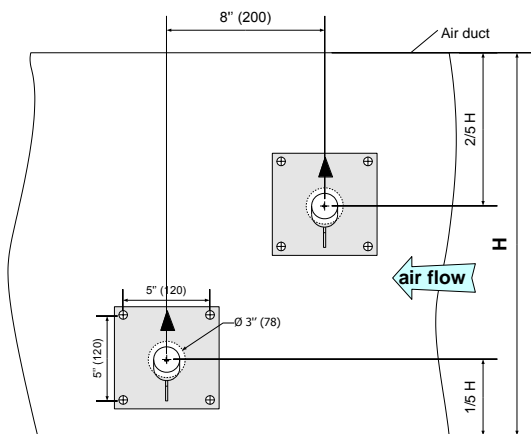 8" (200)
Air duct
2/5 H
H
air flow
5" (120)
Ø 3" (78)
5" (120)
1/5 H